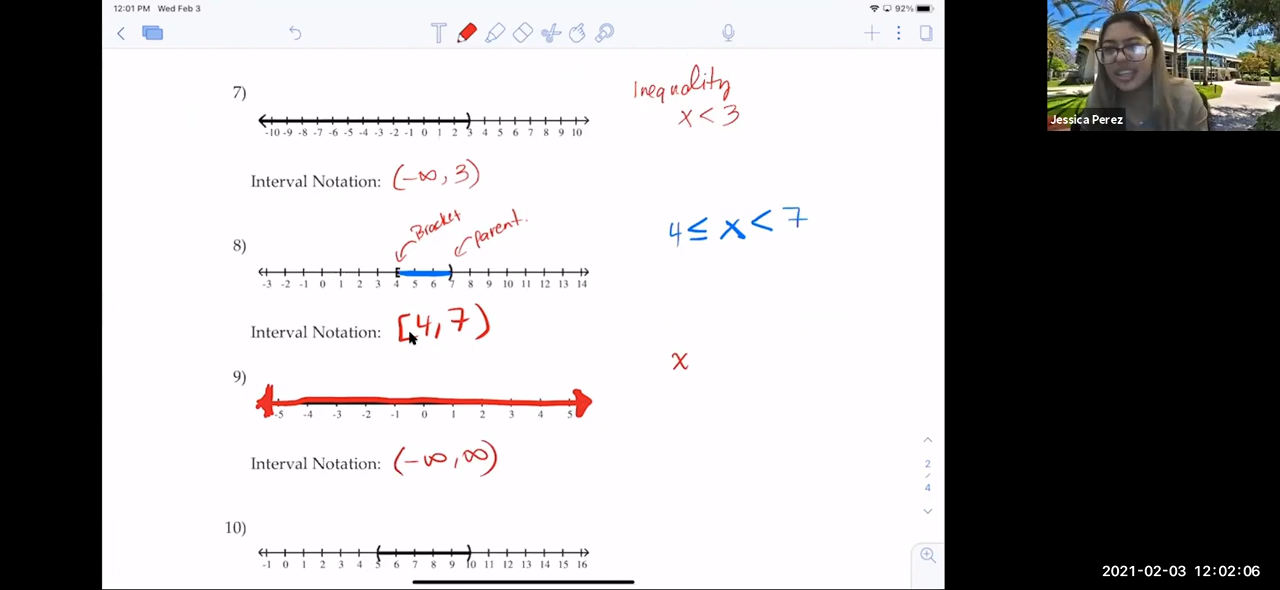 12:01 PM Wed Feb 3
92%
T
7)
-10 -9 -8 -7 -6 -5 -4 -3 -2 -1 0 1 2 3 4 5 6 7 8 9 10
Inequality
x < 3
Interval Notation: (-∞, 3)
Bracket
parent.
8)
-3 -2 -1 0 1 2 3 4 5 6 7 8 9 10 11 12 13 14
4 ≤ x < 7
Interval Notation: [4, 7)
9)
-5 -4 -3 -2 -1 0 1 2 3 4 5
x
Interval Notation: (-∞, ∞)
10)
-1 0 1 2 3 4 5 6 7 8 9 10 11 12 13 14 15 16
2
/
4
Jessica Perez
2021-02-03 12:02:06